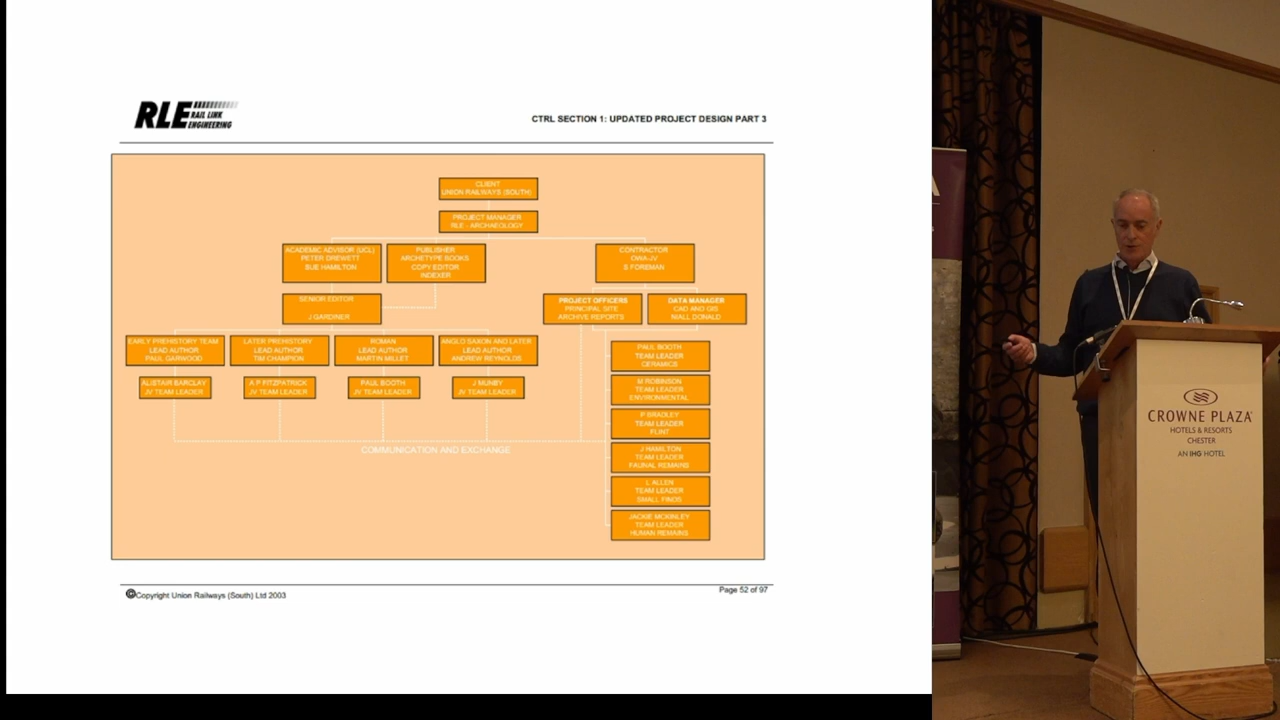 RLE RAIL LINK
ENGINEERING
CTRL SECTION 1: UPDATED PROJECT DESIGN PART 3
CLIENT
UNION RAILWAYS (SOUTH)
PROJECT MANAGER
RLE - ARCHAEOLOGY
ACADEMIC ADVISOR (UCL)
PETER DREWETT
SUE HAMILTON
PUBLISHER
ARCHETYPE BOOKS
COPY EDITOR
INDEXER
CONTRACTOR
OWA-JV
S FOREMAN
SENIOR EDITOR
J GARDINER
PROJECT OFFICERS
PRINCIPAL SITE
ARCHIVE REPORTS
DATA MANAGER
CAD AND GIS
NIALL DONALD
EARLY PREHISTORY TEAM
LEAD AUTHOR
PAUL GARWOOD
LATER PREHISTORY
LEAD AUTHOR
TIM CHAMPION
ROMAN
LEAD AUTHOR
MARTIN MILLET
ANGLO SAXON AND LATER
LEAD AUTHOR
ANDREW REYNOLDS
ALISTAIR BARCLAY
JV TEAM LEADER
A P FITZPATRICK
JV TEAM LEADER
PAUL BOOTH
JV TEAM LEADER
J MUNBY
JV TEAM LEADER
PAUL BOOTH
TEAM LEADER
CERAMICS
M ROBINSON
TEAM LEADER
ENVIRONMENTAL
P BRADLEY
TEAM LEADER
FLINT
J HAMILTON
TEAM LEADER
FAUNAL REMAINS
L ALLEN
TEAM LEADER
SMALL FINDS
JACKIE MCKINLEY
TEAM LEADER
HUMAN REMAINS
COMMUNICATION AND EXCHANGE
©Copyright Union Railways (South) Ltd 2003
Page 52 of 97
CROWNE PLAZA
HOTELS & RESORTS
CHESTER
AN IHG HOTEL